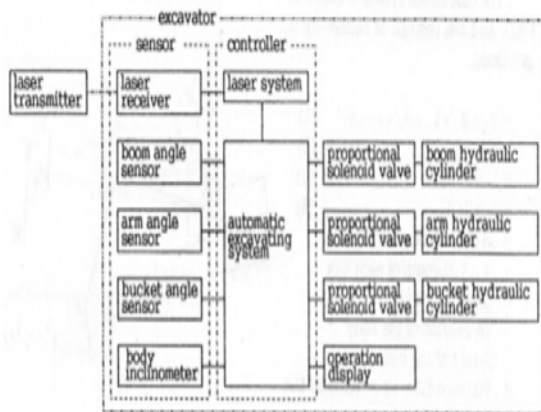 excavator
sensor
controller
laser
transmitter
laser
receiver
laser system
boom angle
sensor
arm angle
sensor
bucket angle
sensor
body
inclinometer
automatic
excavating
system
proportional
solenoid valve
boom hydraulic
cylinder
proportional
solenoid valve
arm hydraulic
cylinder
proportional
solenoid valve
bucket hydraulic
cylinder
operation
display